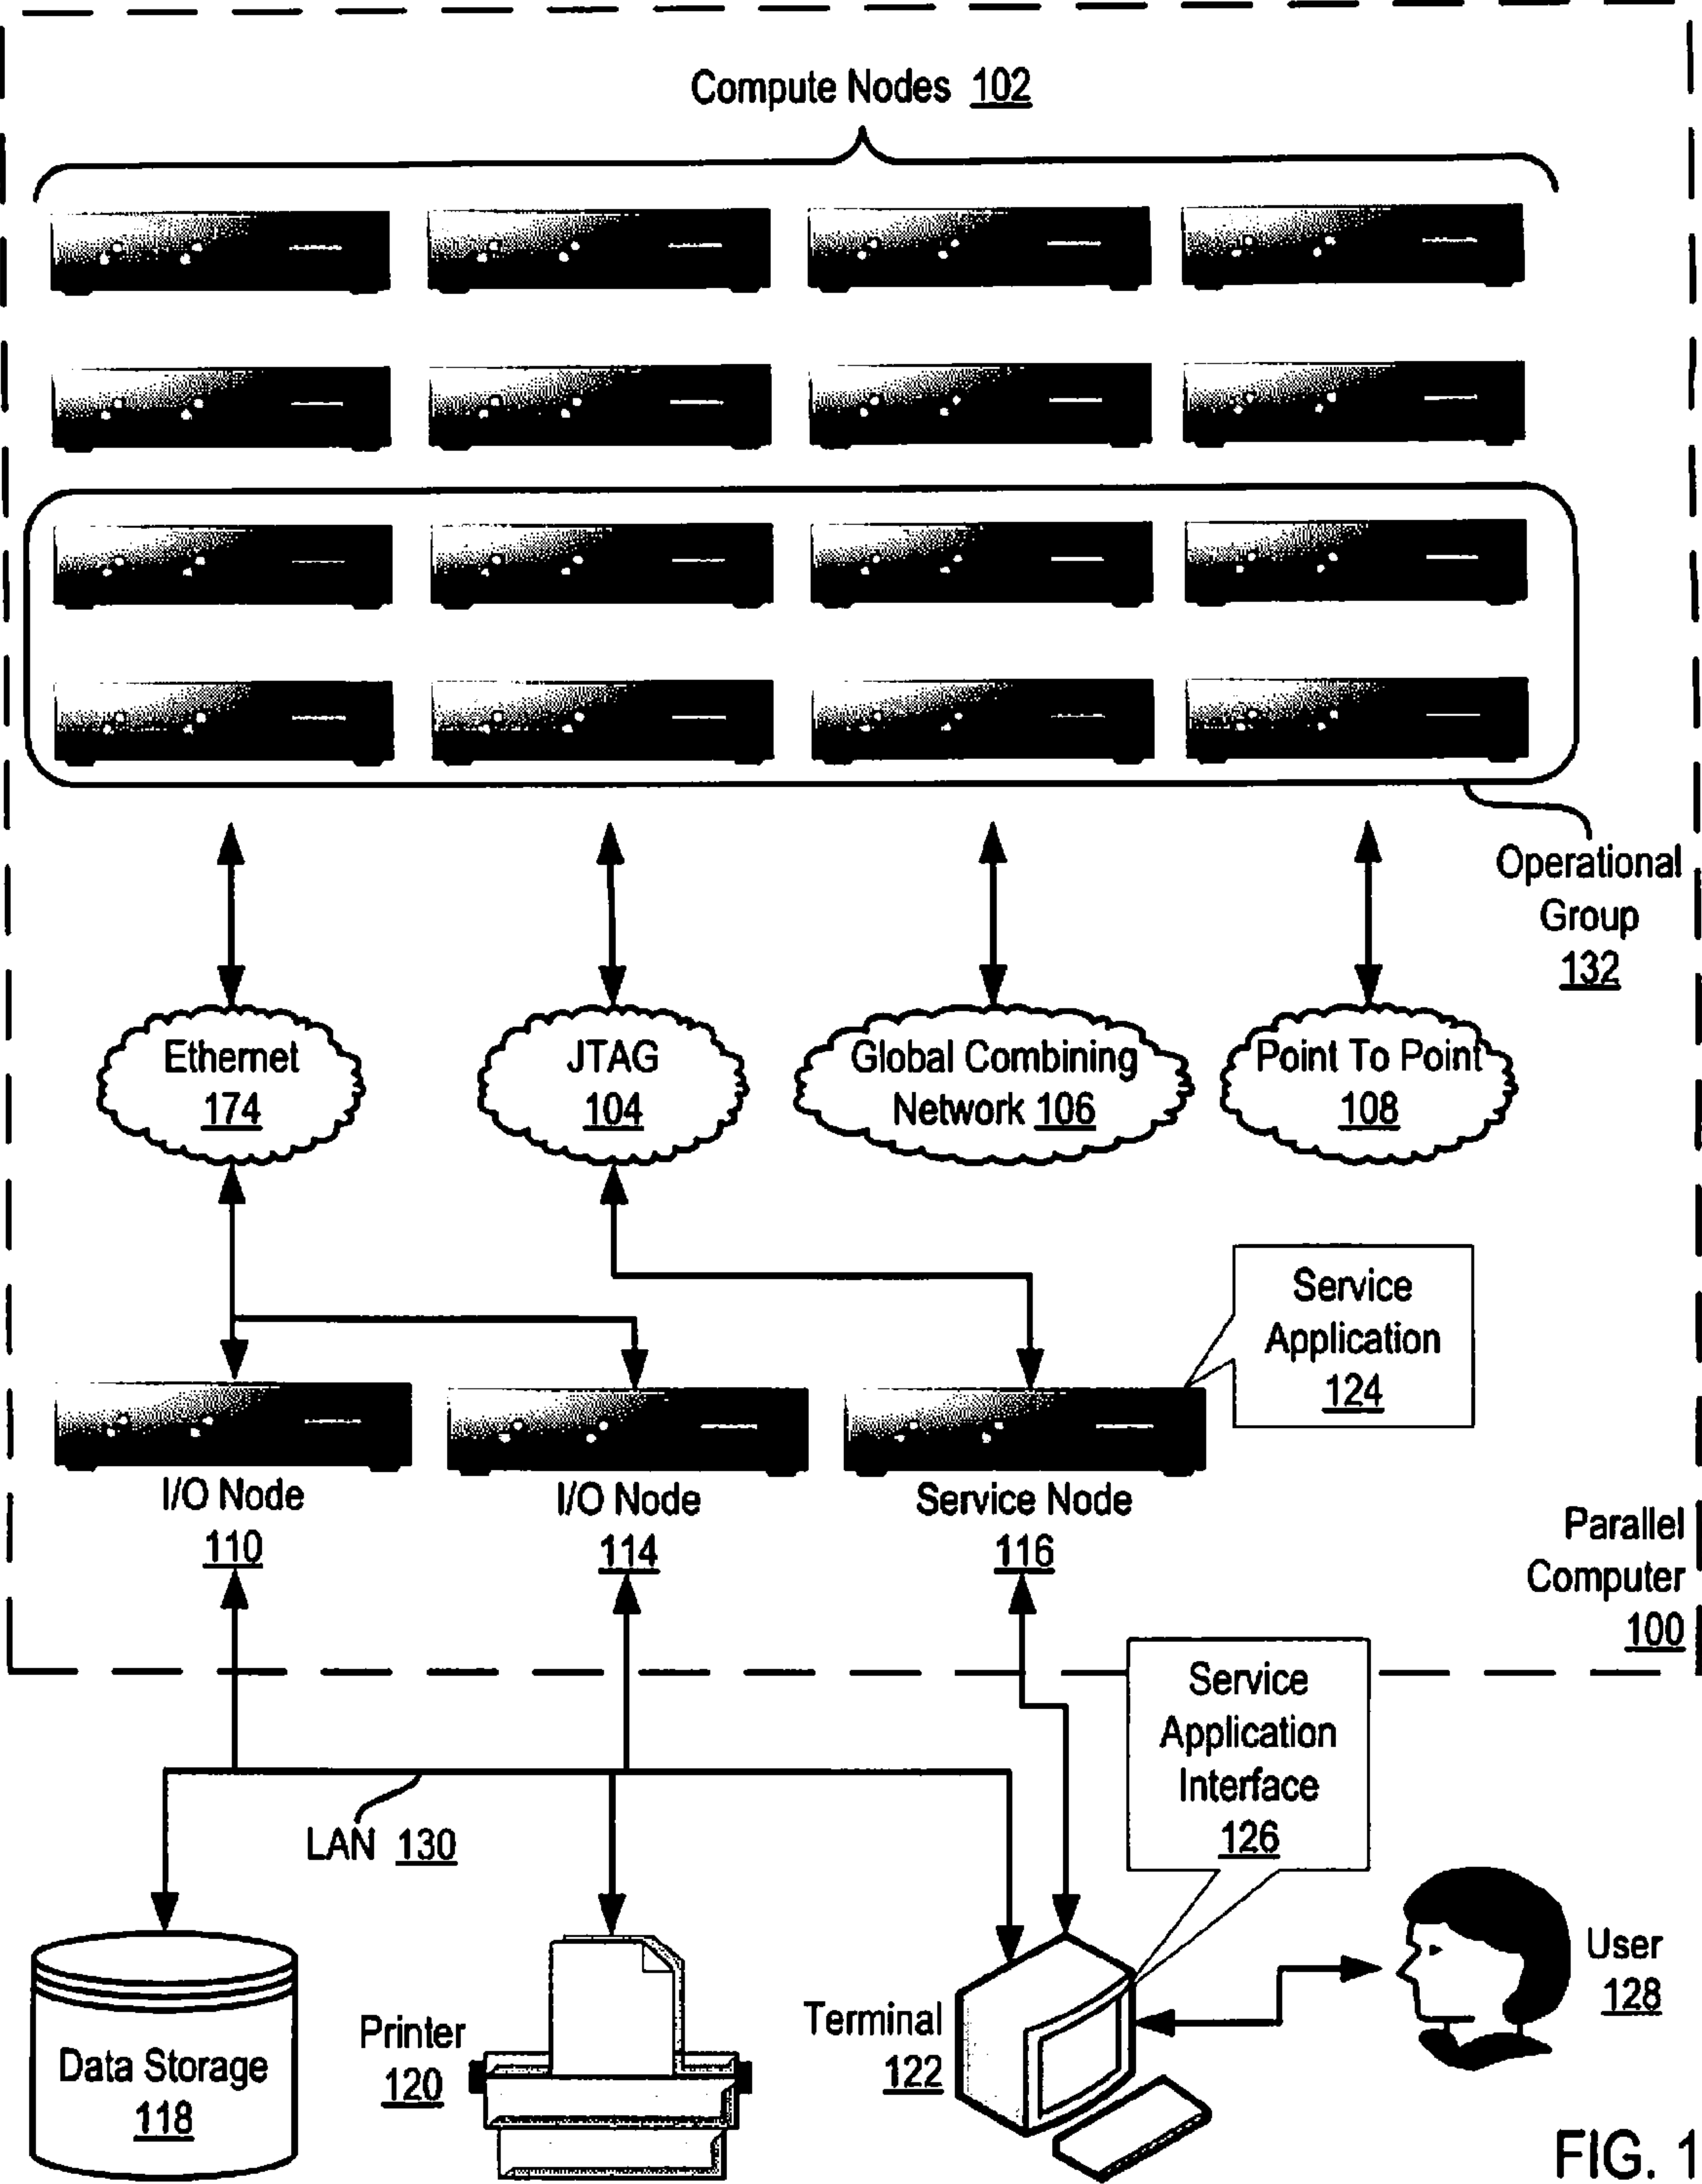 Compute Nodes 102
Operational
Group
132
Ethernet
174
JTAG
104
Global Combining
Network 106
Point To Point
108
Service
Application
124
I/O Node
110
I/O Node
114
Service Node
116
Parallel
Computer
100
Service
Application
Interface
126
LAN 130
Data Storage
118
Printer
120
Terminal
122
User
128
FIG. 1